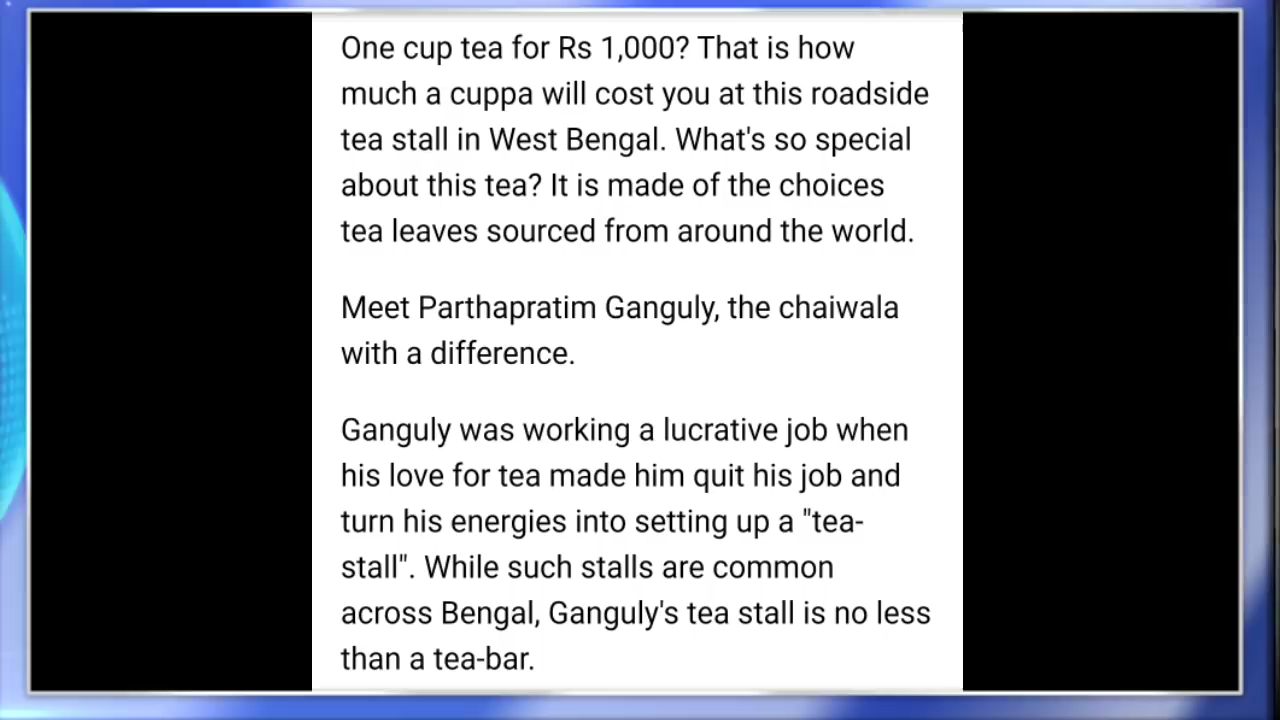 One cup tea for Rs 1,000? That is how
much a cuppa will cost you at this roadside
tea stall in West Bengal. What's so special
about this tea? It is made of the choices
tea leaves sourced from around the world.
Meet Parthapratim Ganguly, the chaiwala
with a difference.
Ganguly was working a lucrative job when
his love for tea made him quit his job and
turn his energies into setting up a "tea-
stall". While such stalls are common
across Bengal, Ganguly's tea stall is no less
than a tea-bar.